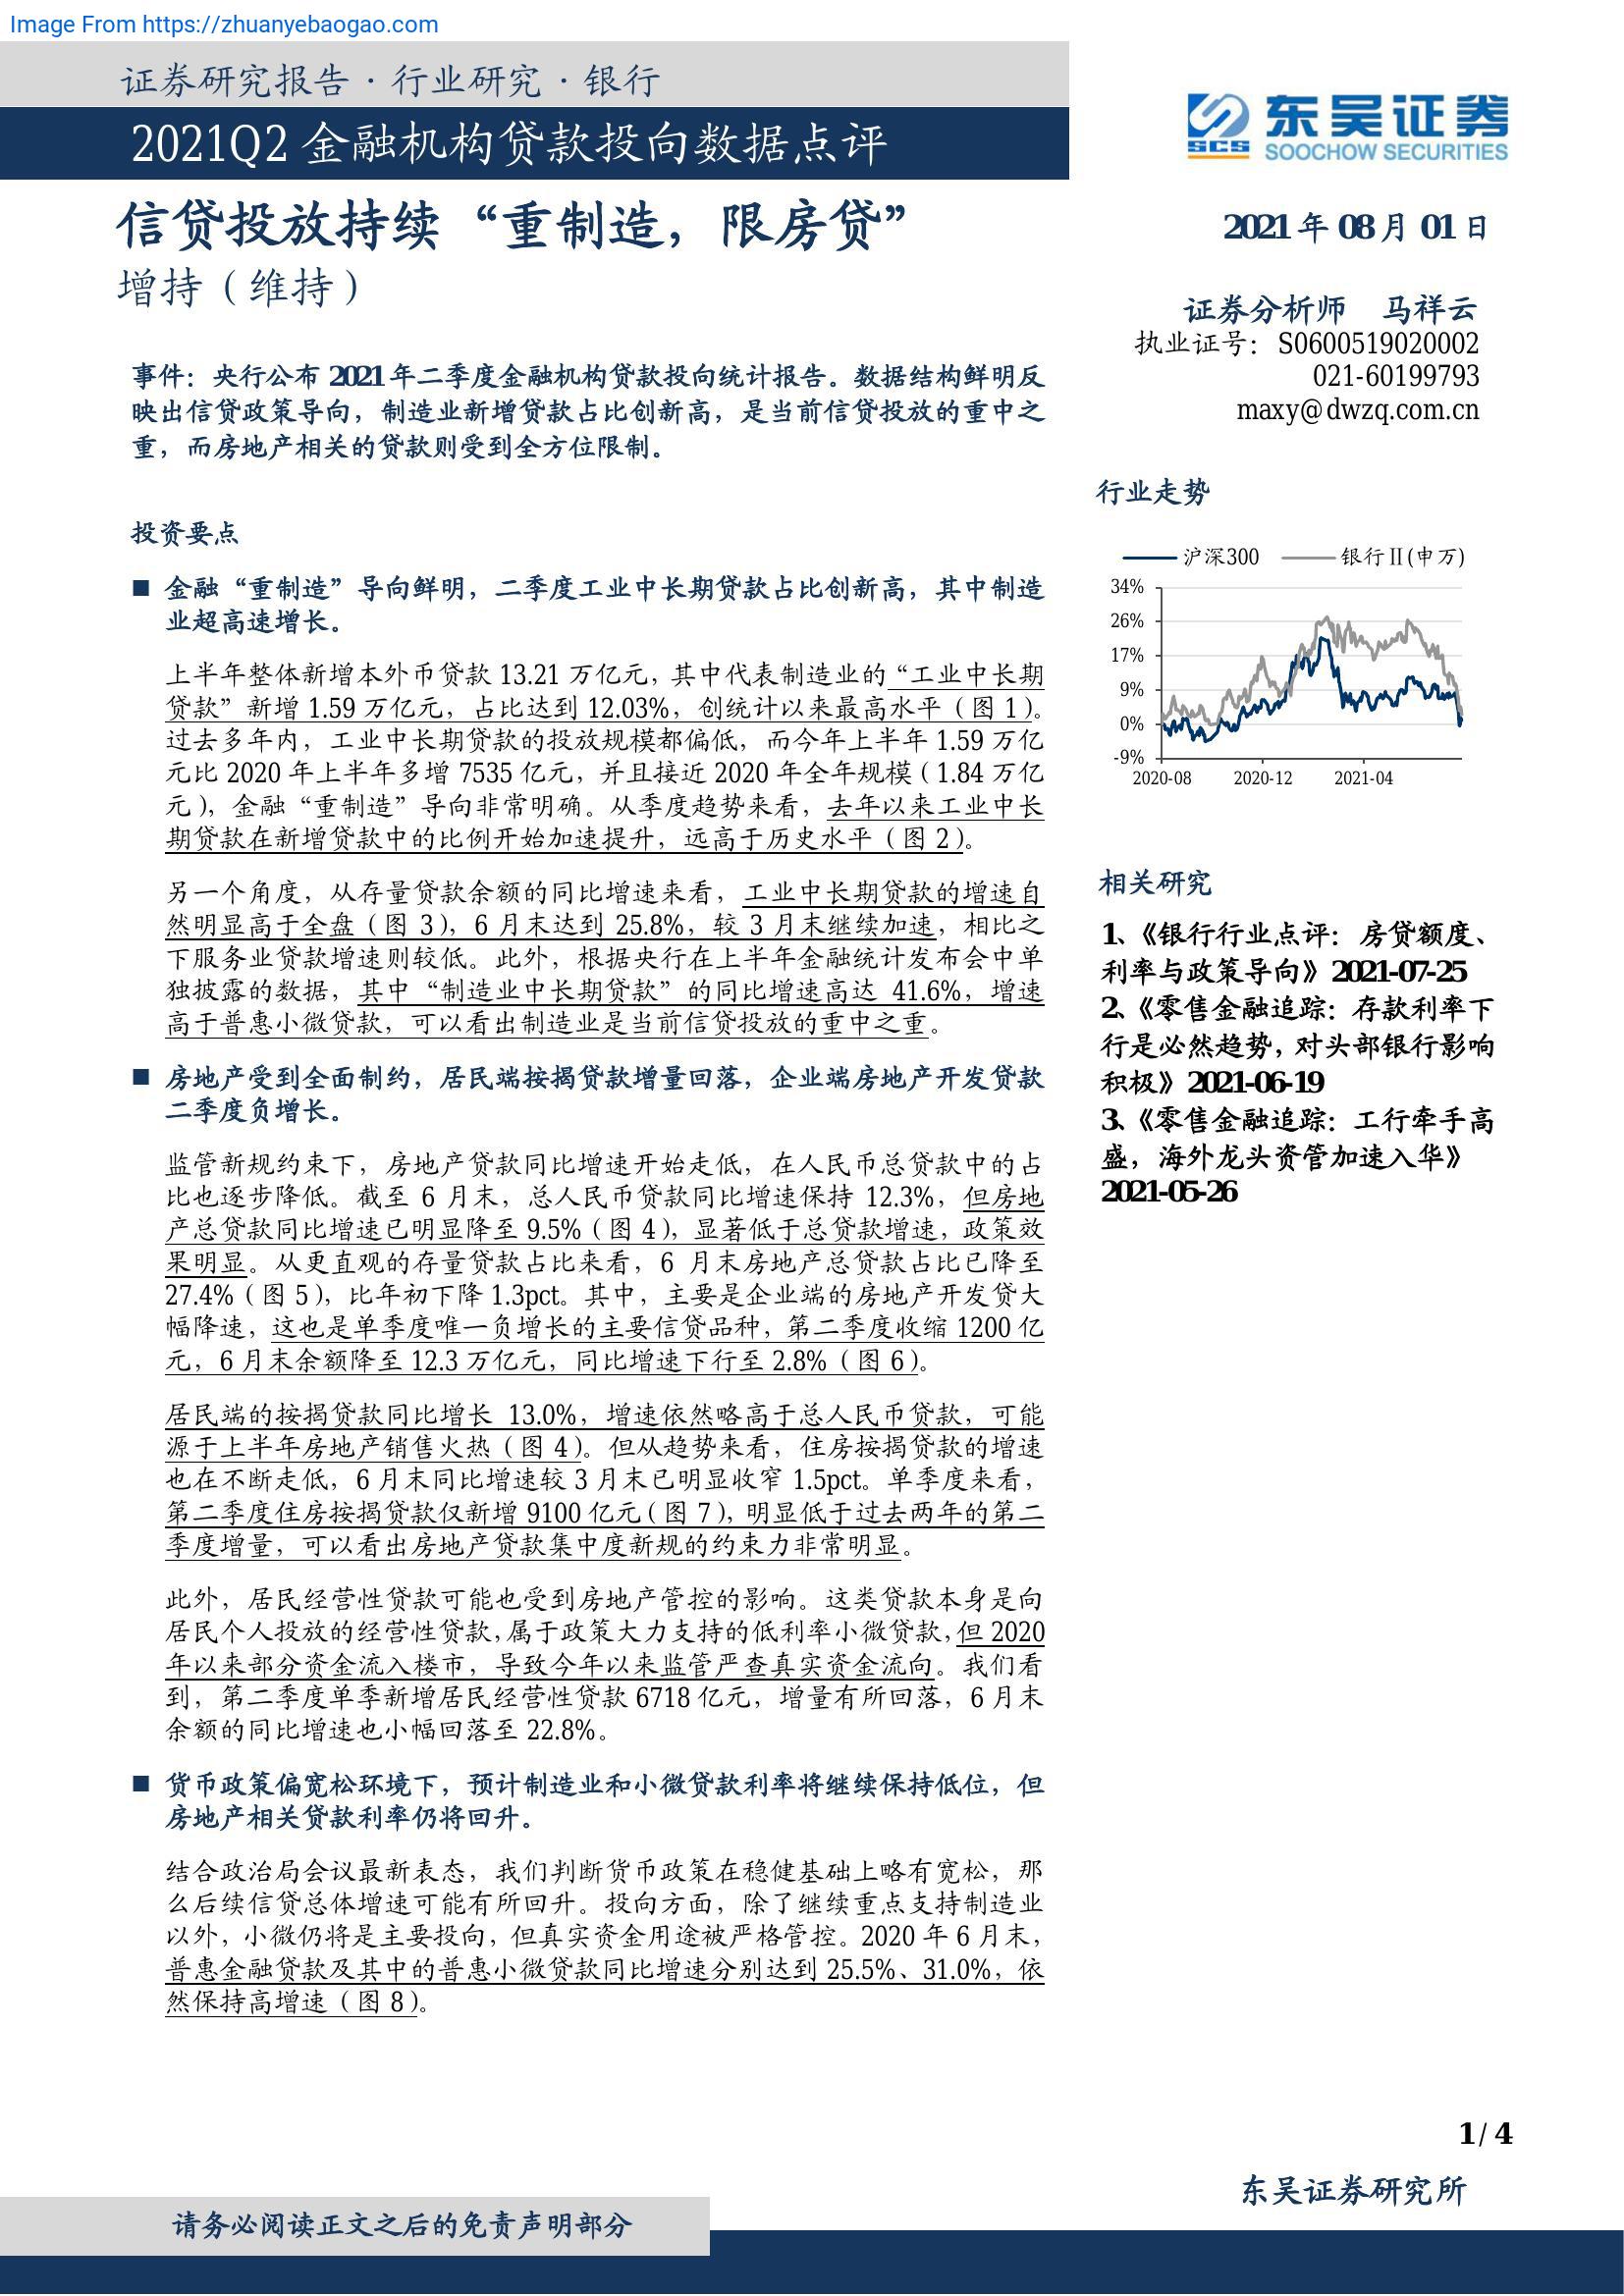 Image From https://zhuanyebaogao.com
证券研究报告·行业研究·银行
2021Q2 金融机构贷款投向数据点评
信贷投放持续“重制造，限房贷”
增持（维持）
事件：央行公布 2021 年二季度金融机构贷款投向统计报告。数据结构鲜明反
映出信贷政策导向，制造业新增贷款占比创新高，是当前信贷投放的重中之
重，而房地产相关的贷款则受到全方位限制。
投资要点
■ 金融“重制造”导向鲜明，二季度工业中长期贷款占比创新高，其中制造
业超高速增长。
上半年整体新增本外币贷款 13.21 万亿元，其中代表制造业的“工业中长期
贷款”新增 1.59 万亿元，占比达到 12.03%，创统计以来最高水平（图 1）。
过去多年内，工业中长期贷款的投放规模都偏低，而今年上半年 1.59 万亿
元比 2020 年上半年多增 7535 亿元，并且接近 2020 年全年规模（1.84 万亿
元），金融“重制造”导向非常明确。从季度趋势来看，去年以来工业中长
期贷款在新增贷款中的比例开始加速提升，远高于历史水平（图 2）。
另一个角度，从存量贷款余额的同比增速来看，工业中长期贷款的增速自
然明显高于全盘（图 3），6 月末达到 25.8%，较 3 月末继续加速，相比之
下服务业贷款增速则较低。此外，根据央行在上半年金融统计发布会中单
独披露的数据，其中“制造业中长期贷款”的同比增速高达 41.6%，增速
高于普惠小微贷款，可以看出制造业是当前信贷投放的重中之重。
■ 房地产受到全面制约，居民端按揭贷款增量回落，企业端房地产开发贷款
二季度负增长。
监管新规约束下，房地产贷款同比增速开始走低，在人民币总贷款中的占
比也逐步降低。截至 6 月末，总人民币贷款同比增速保持 12.3%，但房地
产总贷款同比增速已明显降至 9.5%（图 4），显著低于总贷款增速，政策效
果明显。从更直观的存量贷款占比来看，6 月末房地产总贷款占比已降至
27.4%（图 5），比年初下降 1.3pct。其中，主要是企业端的房地产开发贷大
幅降速，这也是单季度唯一负增长的主要信贷品种，第二季度收缩 1200 亿
元，6 月末余额降至 12.3 万亿元，同比增速下行至 2.8%（图 6）。
居民端的按揭贷款同比增长 13.0%，增速依然略高于总人民币贷款，可能
源于上半年房地产销售火热（图 4）。但从趋势来看，住房按揭贷款的增速
也在不断走低，6 月末同比增速较 3 月末已明显收窄 1.5pct。单季度来看，
第二季度住房按揭贷款仅新增 9100 亿元（图 7），明显低于过去两年的第二
季度增量，可以看出房地产贷款集中度新规的约束力非常明显。
此外，居民经营性贷款可能也受到房地产管控的影响。这类贷款本身是向
居民个人投放的经营性贷款，属于政策大力支持的低利率小微贷款，但 2020
年以来部分资金流入楼市，导致今年以来监管严查真实资金流向。我们看
到，第二季度单季新增居民经营性贷款 6718 亿元，增量有所回落，6 月末
余额的同比增速也小幅回落至 22.8%。
■ 货币政策偏宽松环境下，预计制造业和小微贷款利率将继续保持低位，但
房地产相关贷款利率仍将回升。
结合政治局会议最新表态，我们判断货币政策在稳健基础上略有宽松，那
么后续信贷总体增速可能有所回升。投向方面，除了继续重点支持制造业
以外，小微仍将是主要投向，但真实资金用途被严格管控。2020 年 6 月末，
普惠金融贷款及其中的普惠小微贷款同比增速分别达到 25.5%、31.0%，依
然保持高增速（图 8）。
SCS 东吴证券
SOOCHOW SECURITIES
2021 年 08 月 01 日
证券分析师 马祥云
执业证号：S0600519020002
021-60199793
maxy@dwzq.com.cn
行业走势
沪深300 银行Ⅱ(申万)
34%
26%
17%
9%
0%
-9%
2020-08 2020-12 2021-04
相关研究
1、《银行行业点评：房贷额度、
利率与政策导向》2021-07-25
2、《零售金融追踪：存款利率下
行是必然趋势，对头部银行影响
积极》2021-06-19
3、《零售金融追踪：工行牵手高
盛，海外龙头资管加速入华》
2021-05-26
1 / 4
东吴证券研究所
请务必阅读正文之后的免责声明部分